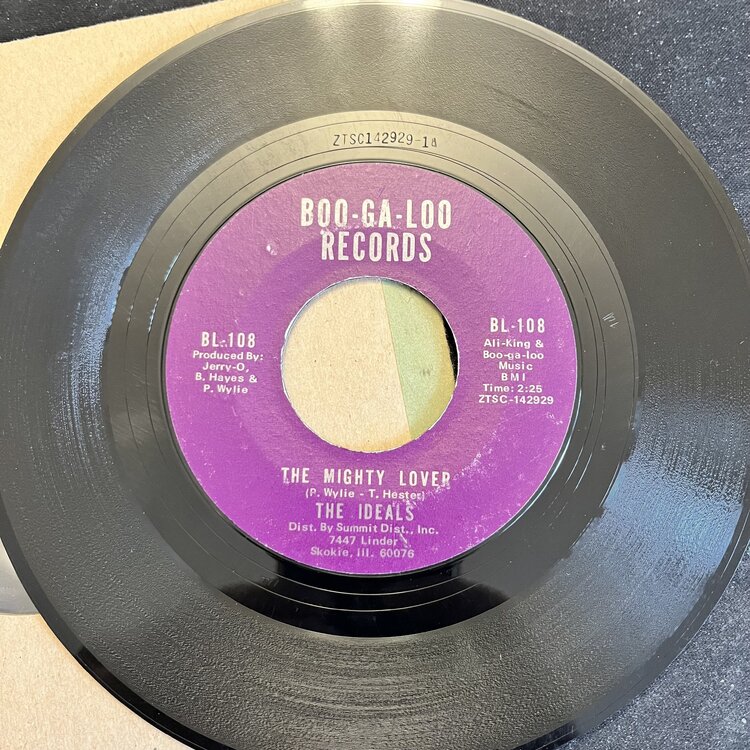 ZTSC142929-1A
BOO-GA-LOO
RECORDS
BL-108
Produced By:
Jerry-O,
B. Hayes &
P. Wylie
BL-108
Ali-King &
Boo-ga-loo
Music
BMI
Time: 2:25
ZTSC-142929
THE MIGHTY LOVER
(P. Wylie - T. Hester)
THE IDEALS
Dist. By Summit Dist., Inc.
7447 Linder
Skokie, Ill. 60076